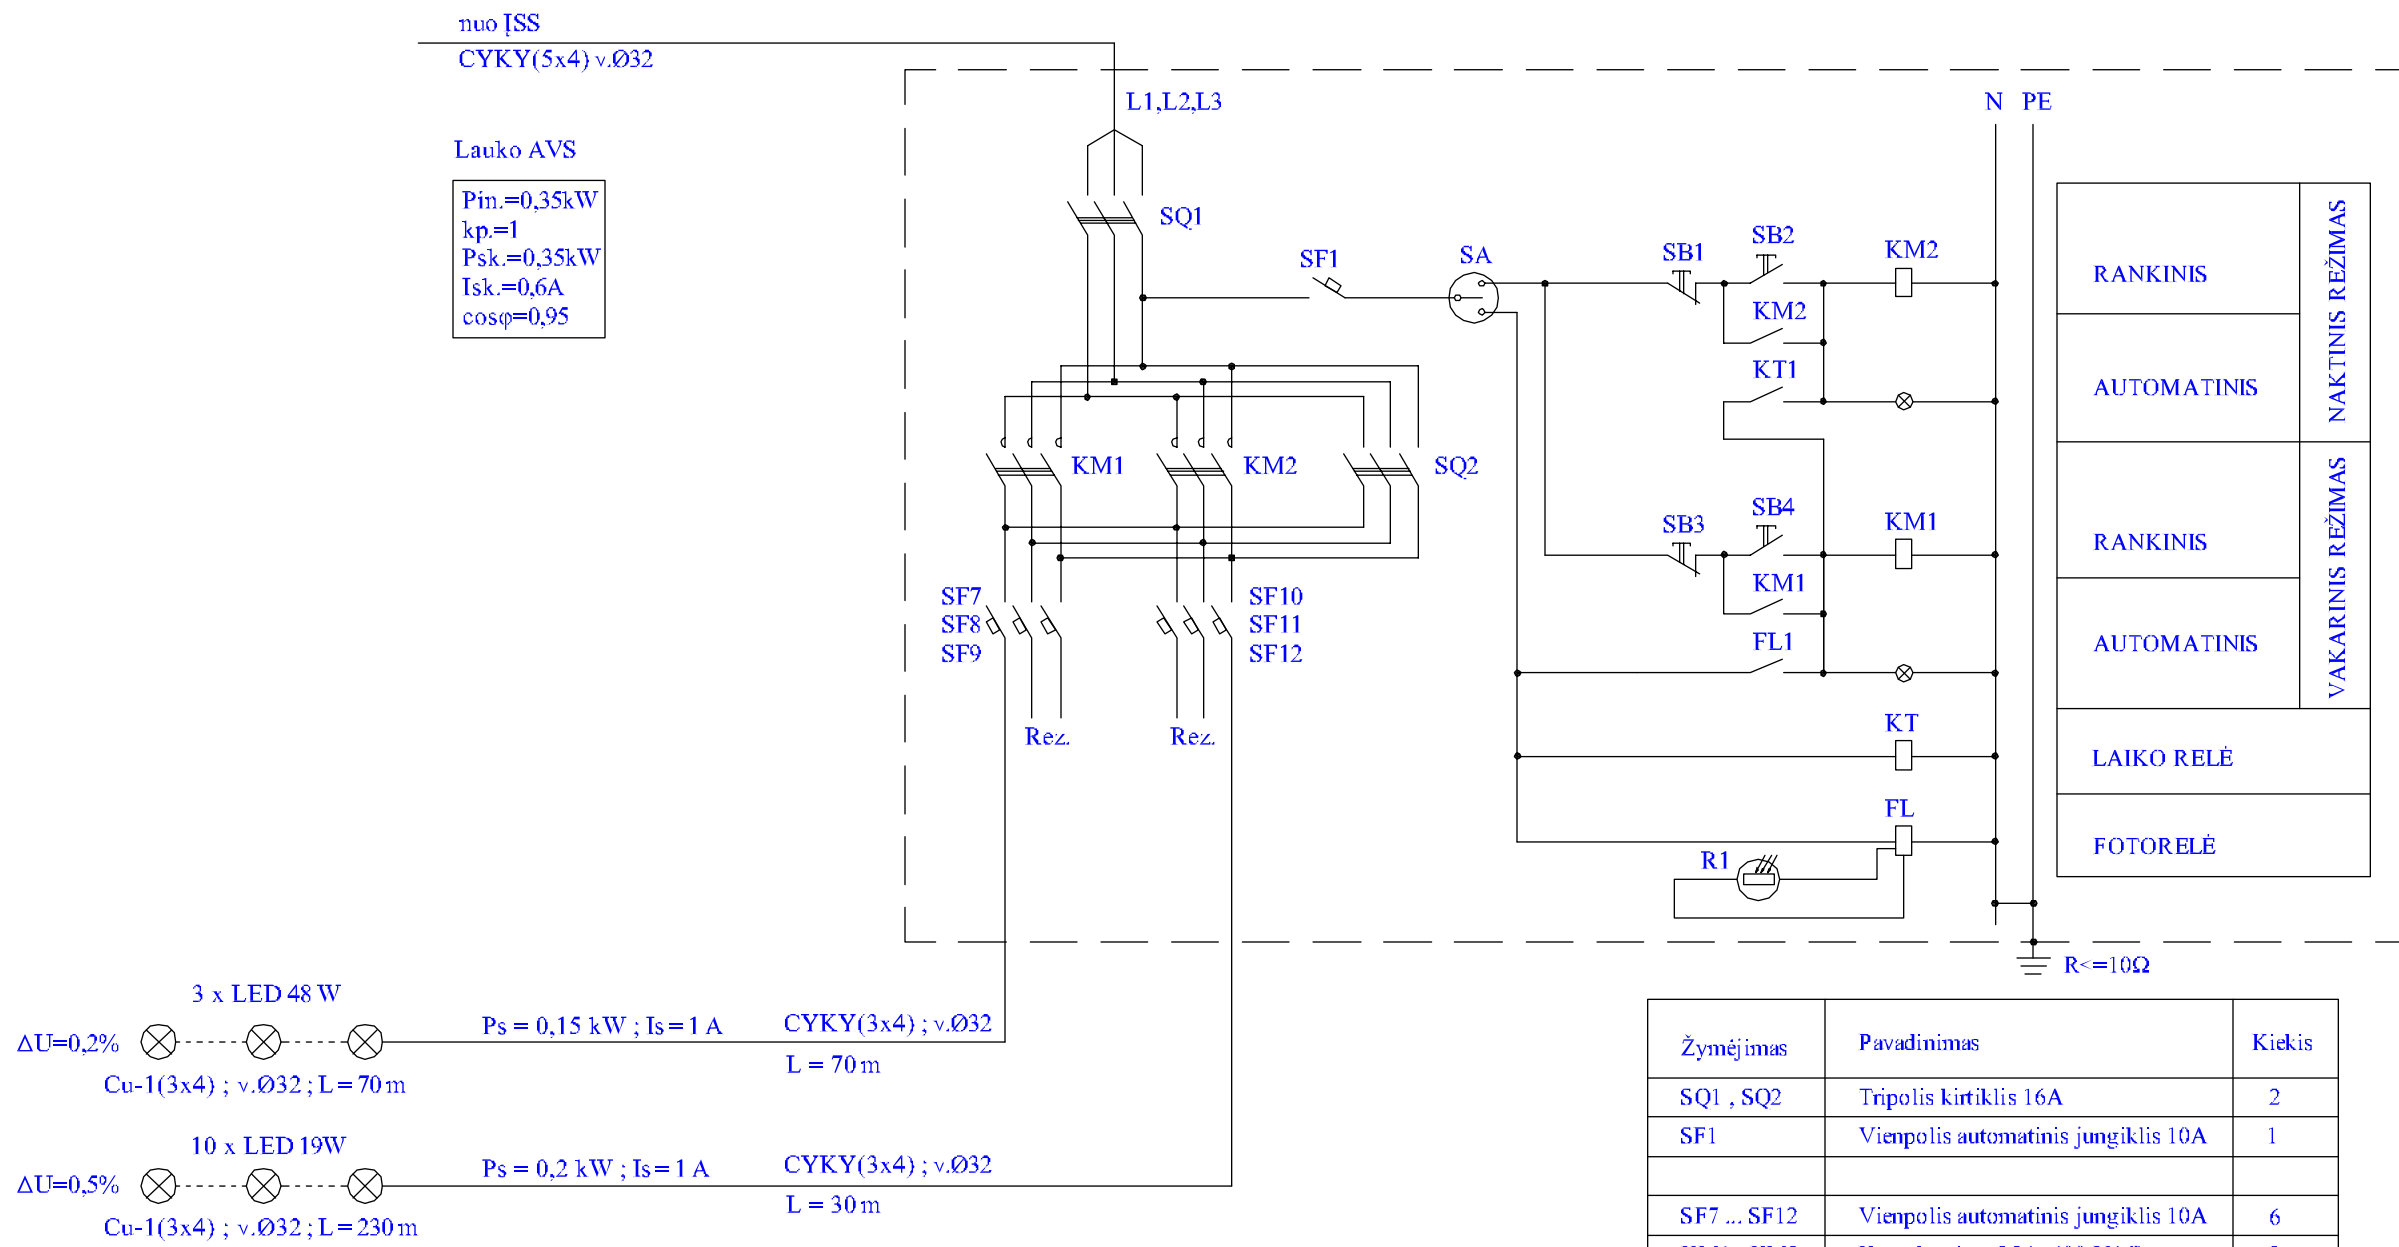 nuo ĮSS
CYKY(5x4) v.Ø32
L1,L2,L3
N PE
Lauko AVS
Pin.=0,35kW
kp.=1
Psk.=0,35kW
Isk.=0,6A
cosφ=0,95
SQ1
SF1
SA
SB1
SB2
KM2
KM2
KT1
KM1
KM2
SQ2
SB3
SB4
KM1
KM1
FL1
KT
FL
R1
SF7
SF8
SF9
SF10
SF11
SF12
Rez.
Rez.
RANKINIS
AUTOMATINIS
NAKTINIS REŽIMAS
RANKINIS
AUTOMATINIS
VAKARINIS REŽIMAS
LAIKO RELĖ
FOTORELĖ
R<=10Ω
3 x LED 48 W
ΔU=0,2%
Ps = 0,15 kW ; Is = 1 A
CYKY(3x4) ; v.Ø32
L = 70 m
Cu-1(3x4) ; v.Ø32 ; L = 70 m
10 x LED 19W
ΔU=0,5%
Ps = 0,2 kW ; Is = 1 A
CYKY(3x4) ; v.Ø32
L = 30 m
Cu-1(3x4) ; v.Ø32 ; L = 230 m
Žymėjimas Pavadinimas Kiekis
SQ1 , SQ2 Tripolis kirtiklis 16A 2
SF1 Vienpolis automatinis jungiklis 10A 1
SF7 ... SF12 Vienpolis automatinis jungiklis 10A 6